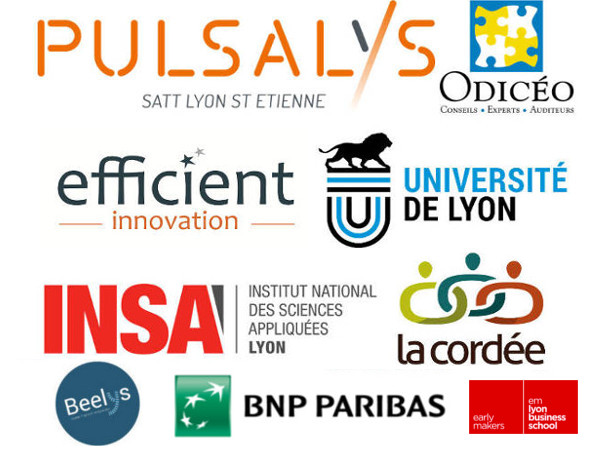 PULSALYS
SATT LYON ST ETIENNE
ODICÉO
CONSEILS • EXPERTS • AUDITEURS
efficient
innovation
UNIVERSITÉ
DE LYON
INSA
INSTITUT NATIONAL
DES SCIENCES
APPLIQUÉES
LYON
la cordée
Beelys
BNP PARIBAS
early
makers
em
lyon
business
school